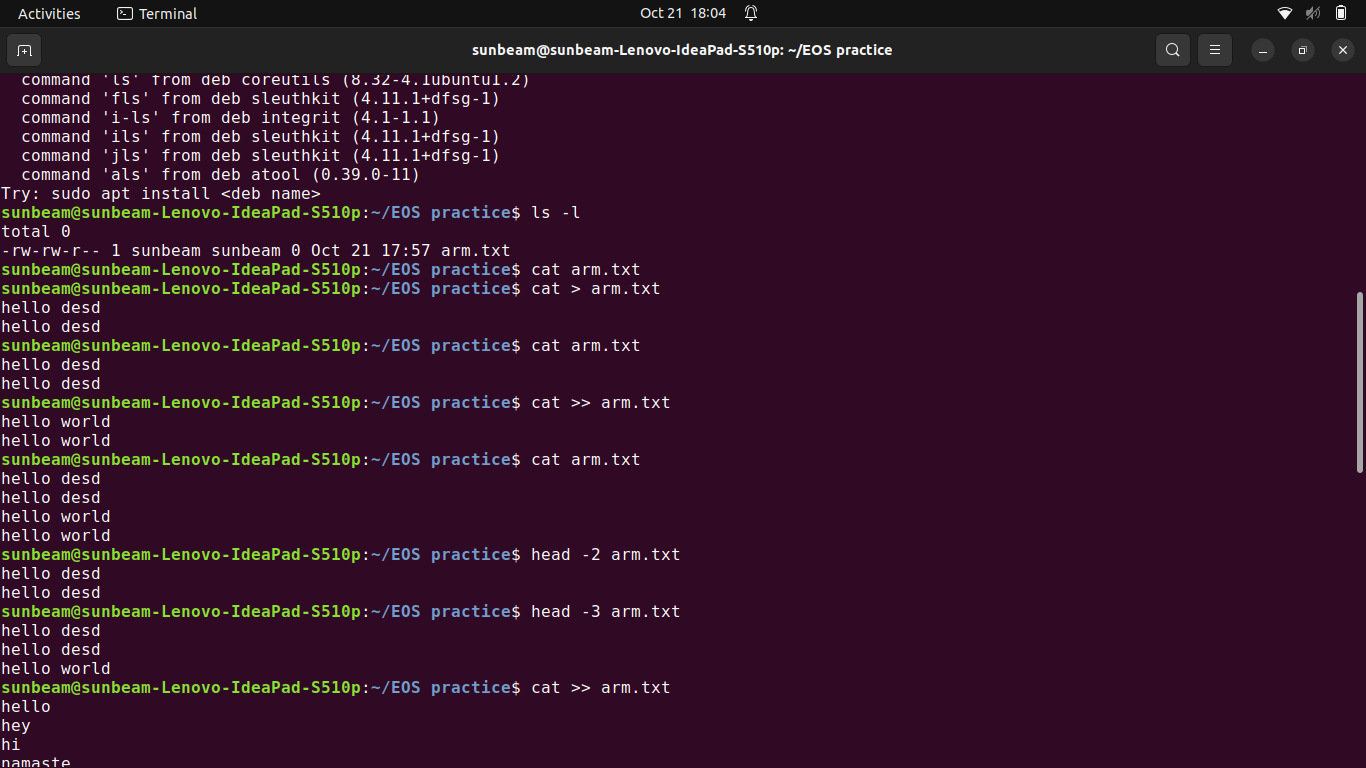 Activities Terminal Oct 21 18:04
sunbeam@sunbeam-Lenovo-IdeaPad-S510p: ~/EOS practice
command 'ls' from deb coreutils (8.32-4.1ubuntu1.2)
command 'fls' from deb sleuthkit (4.11.1+dfsg-1)
command 'i-ls' from deb integrit (4.1-1.1)
command 'ils' from deb sleuthkit (4.11.1+dfsg-1)
command 'jls' from deb sleuthkit (4.11.1+dfsg-1)
command 'als' from deb atool (0.39.0-11)
Try: sudo apt install <deb name>
sunbeam@sunbeam-Lenovo-IdeaPad-S510p:~/EOS practice$ ls -l
total 0
-rw-rw-r-- 1 sunbeam sunbeam 0 Oct 21 17:57 arm.txt
sunbeam@sunbeam-Lenovo-IdeaPad-S510p:~/EOS practice$ cat arm.txt
sunbeam@sunbeam-Lenovo-IdeaPad-S510p:~/EOS practice$ cat > arm.txt
hello desd
hello desd
sunbeam@sunbeam-Lenovo-IdeaPad-S510p:~/EOS practice$ cat arm.txt
hello desd
hello desd
sunbeam@sunbeam-Lenovo-IdeaPad-S510p:~/EOS practice$ cat >> arm.txt
hello world
hello world
sunbeam@sunbeam-Lenovo-IdeaPad-S510p:~/EOS practice$ cat arm.txt
hello desd
hello desd
hello world
hello world
sunbeam@sunbeam-Lenovo-IdeaPad-S510p:~/EOS practice$ head -2 arm.txt
hello desd
hello desd
sunbeam@sunbeam-Lenovo-IdeaPad-S510p:~/EOS practice$ head -3 arm.txt
hello desd
hello desd
hello world
sunbeam@sunbeam-Lenovo-IdeaPad-S510p:~/EOS practice$ cat >> arm.txt
hello
hey
hi
namaste